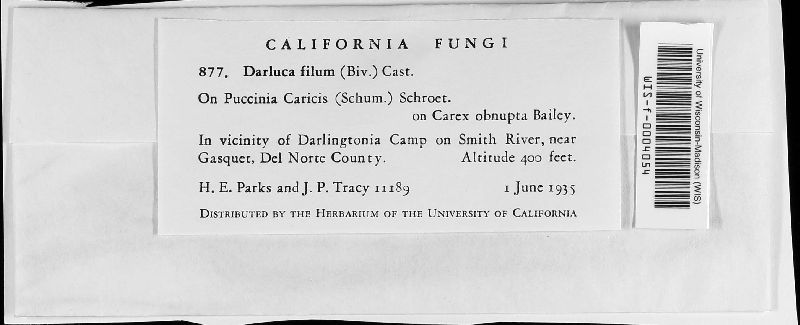 CALIFORNIA FUNGI
877. Darluca filum (Biv.) Cast.
On Puccinia Caricis (Schum.) Schroet.
on Carex obnupta Bailey.
In vicinity of Darlingtonia Camp on Smith River, near
Gasquet, Del Norte County. Altitude 400 feet.
H. E. Parks and J. P. Tracy 11189 1 June 1935
Distributed by the Herbarium of the University of California
University of Wisconsin-Madison (WIS)
WIS-f-0004054